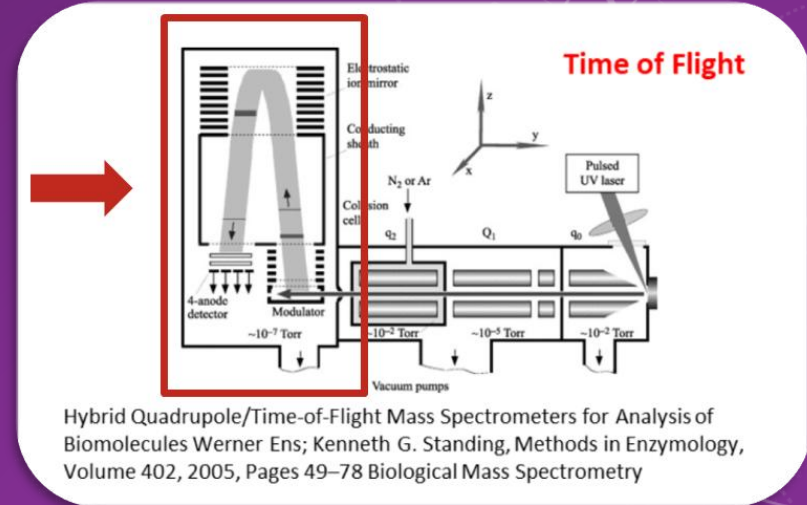 Time of Flight
Electrostatic
ion mirror
Conducting
sheath
z
y
x
Pulsed
UV laser
N₂ or Ar
Collision
cell
q₂
Q₁
q₀
4-anode
detector
Modulator
~10⁻⁷ Torr
~10⁻² Torr
~10⁻⁵ Torr
~10⁻² Torr
Vacuum pumps
Hybrid Quadrupole/Time-of-Flight Mass Spectrometers for Analysis of
Biomolecules Werner Ens; Kenneth G. Standing, Methods in Enzymology,
Volume 402, 2005, Pages 49–78 Biological Mass Spectrometry